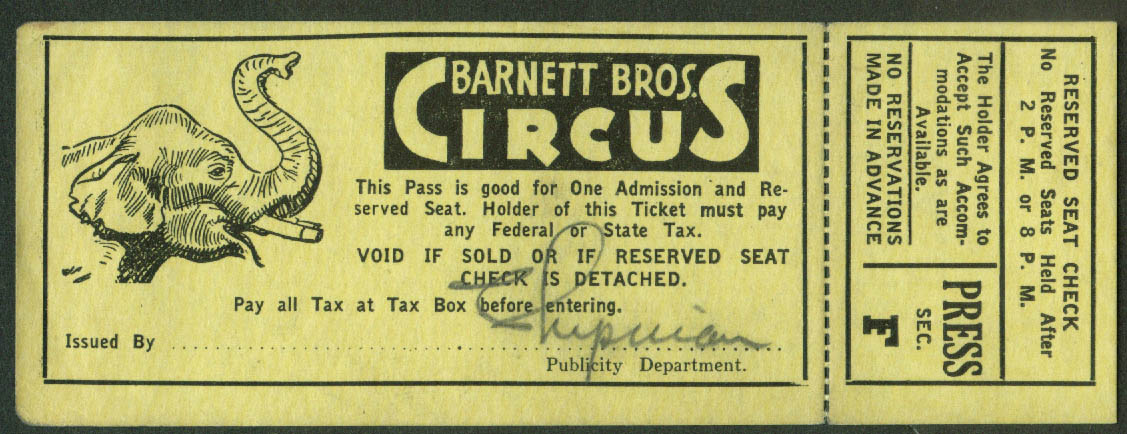 BARNETT BROS.
CIRCUS
This Pass is good for One Admission and Re-
served Seat. Holder of this Ticket must pay
any Federal or State Tax.
VOID IF SOLD OR IF RESERVED SEAT
CHECK IS DETACHED.
Pay all Tax at Tax Box before entering.
Issued By
Publicity Department.
RESERVED SEAT CHECK
No Reserved Seats Held After
2 P. M. or 8 P. M.
The Holder Agrees to
Accept Such Accom-
modations as are
Available.
NO RESERVATIONS
MADE IN ADVANCE
PRESS
SEC.
F